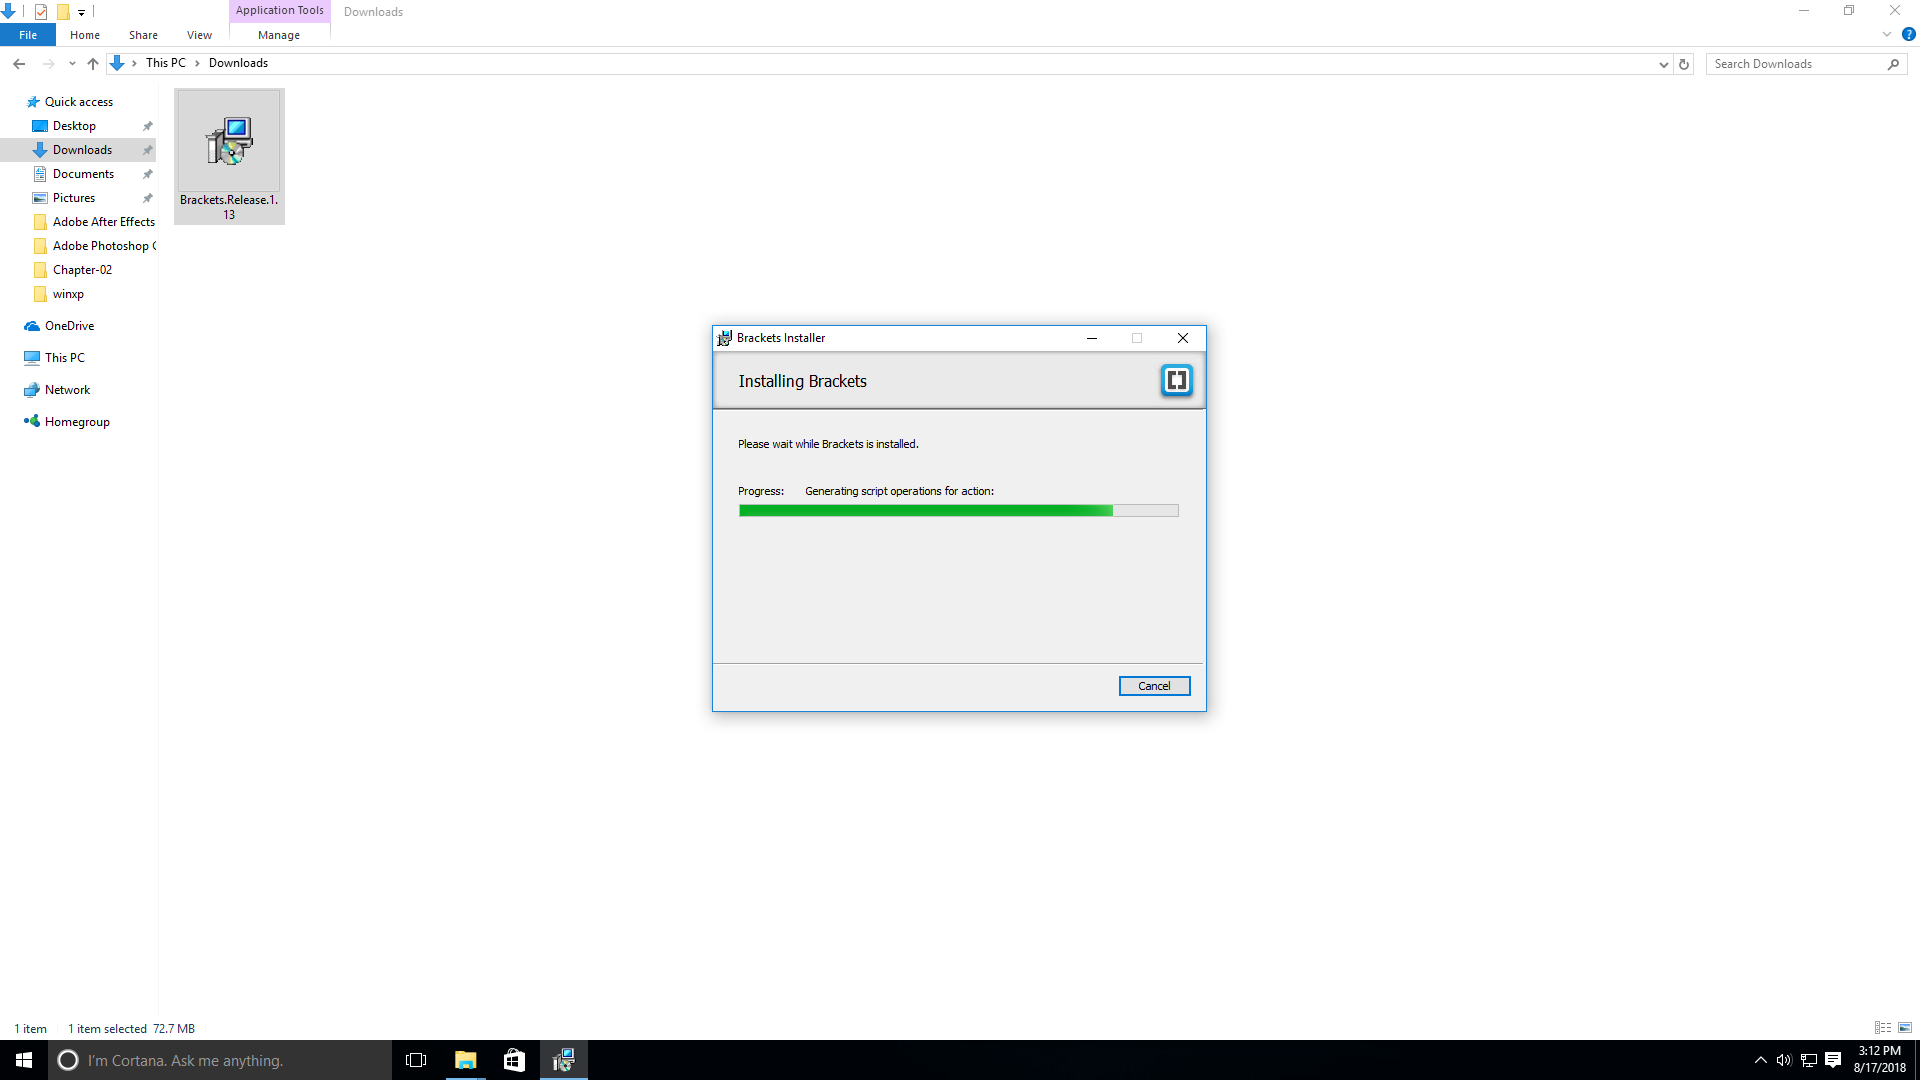 Application Tools
Downloads
File
Home
Share
View
Manage
This PC
Downloads
Search Downloads
Quick access
Desktop
Downloads
Documents
Pictures
Adobe After Effects
Adobe Photoshop C
Chapter-02
winxp
OneDrive
This PC
Network
Homegroup
Brackets.Release.1.
13
Brackets Installer
Installing Brackets
Please wait while Brackets is installed.
Progress: Generating script operations for action:
Cancel
1 item 1 item selected 72.7 MB
I'm Cortana. Ask me anything.
3:12 PM
8/17/2018